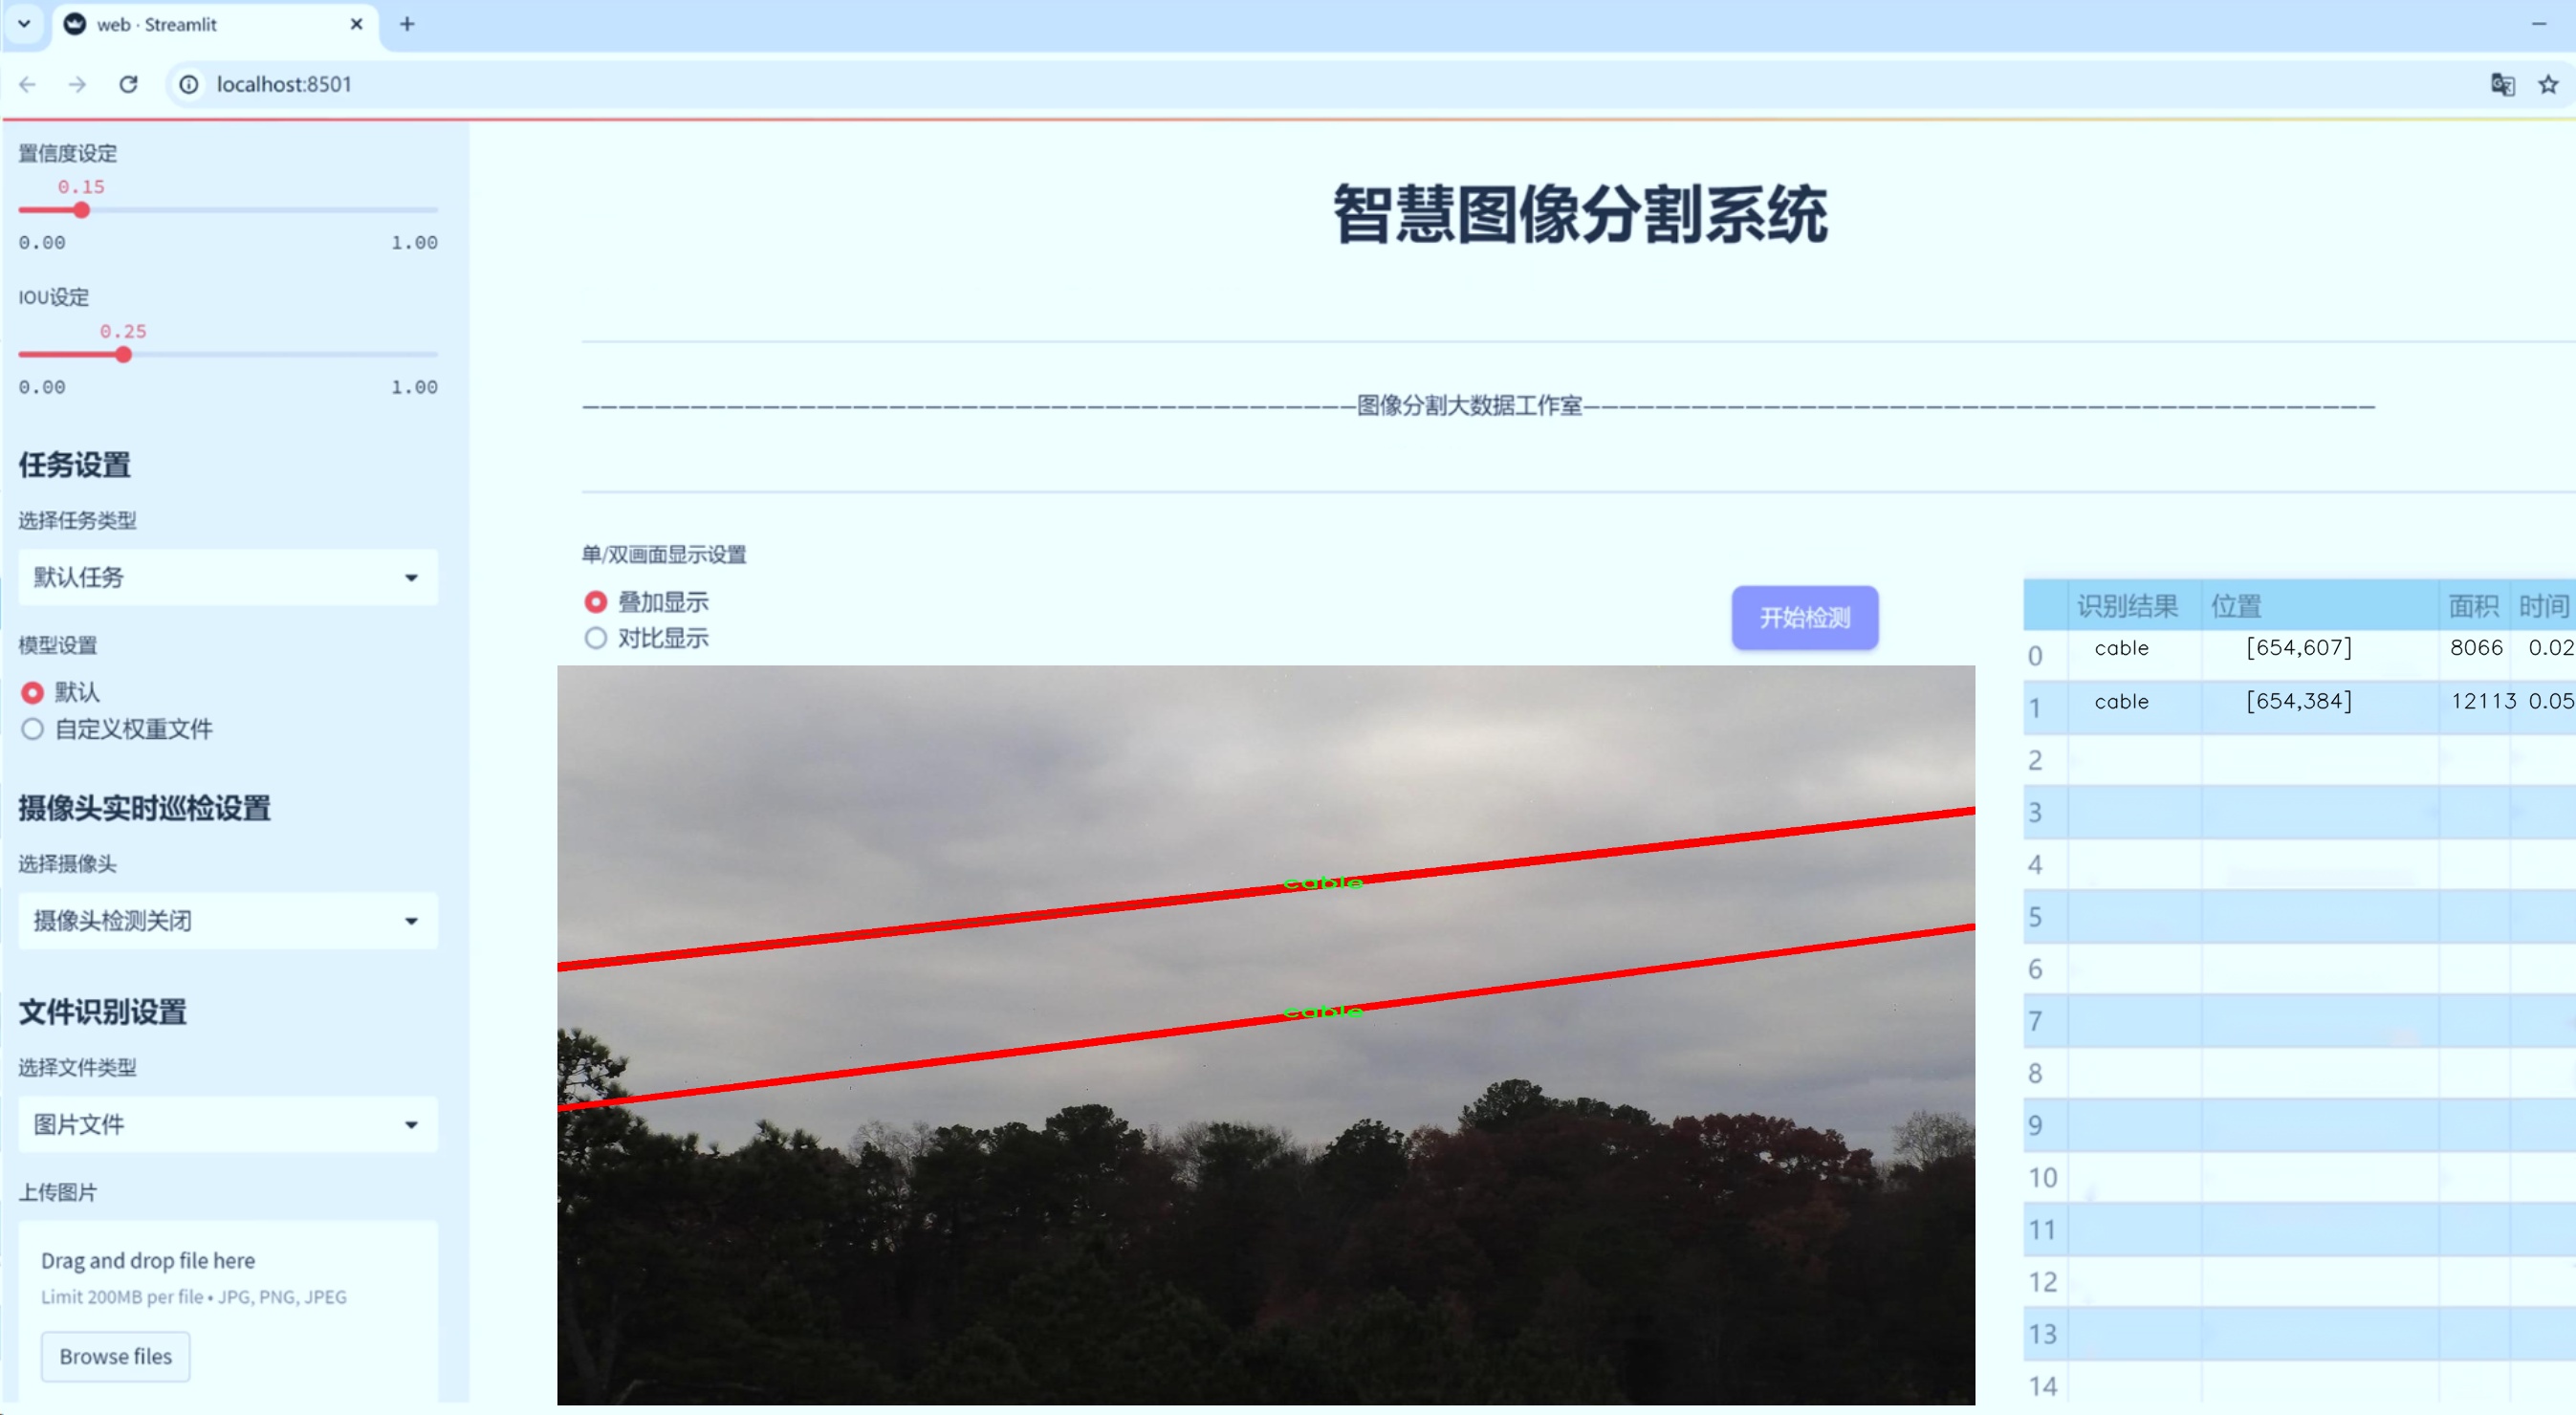 web · Streamlit
localhost:8501
置信度设定
0.15
0.00 1.00
IOU设定
0.25
0.00 1.00
任务设置
选择任务类型
默认任务
模型设置
默认
自定义权重文件
摄像头实时巡检设置
选择摄像头
摄像头检测关闭
文件识别设置
选择文件类型
图片文件
上传图片
Drag and drop file here
Limit 200MB per file • JPG, PNG, JPEG
Browse files
智慧图像分割系统
———————————————————————————————————————————图像分割大数据工作室————————————————————————————————————————————
单/双画面显示设置
叠加显示
对比显示
开始检测
cable
cable
识别结果 位置 面积 时间
0 cable [654,607] 8066 0.02
1 cable [654,384] 12113 0.05
2
3
4
5
6
7
8
9
10
11
12
13
14